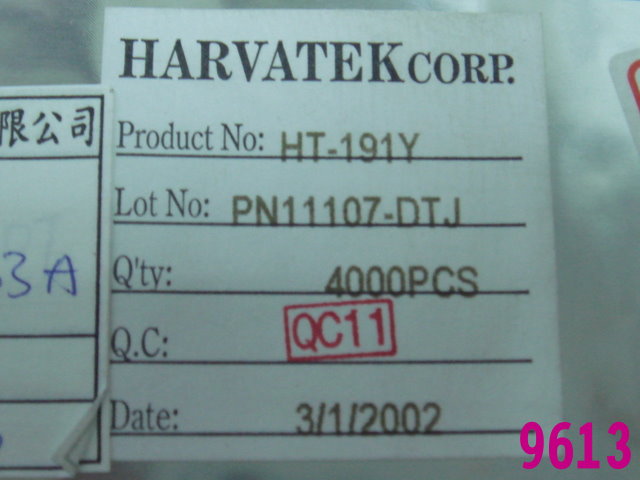 HARVATEK CORP.
限公司
Product No: HT-191Y
Lot No: PN11107-DTJ
3A
Q'ty: 4000PCS
Q.C: QC11
Date: 3/1/2002
9613